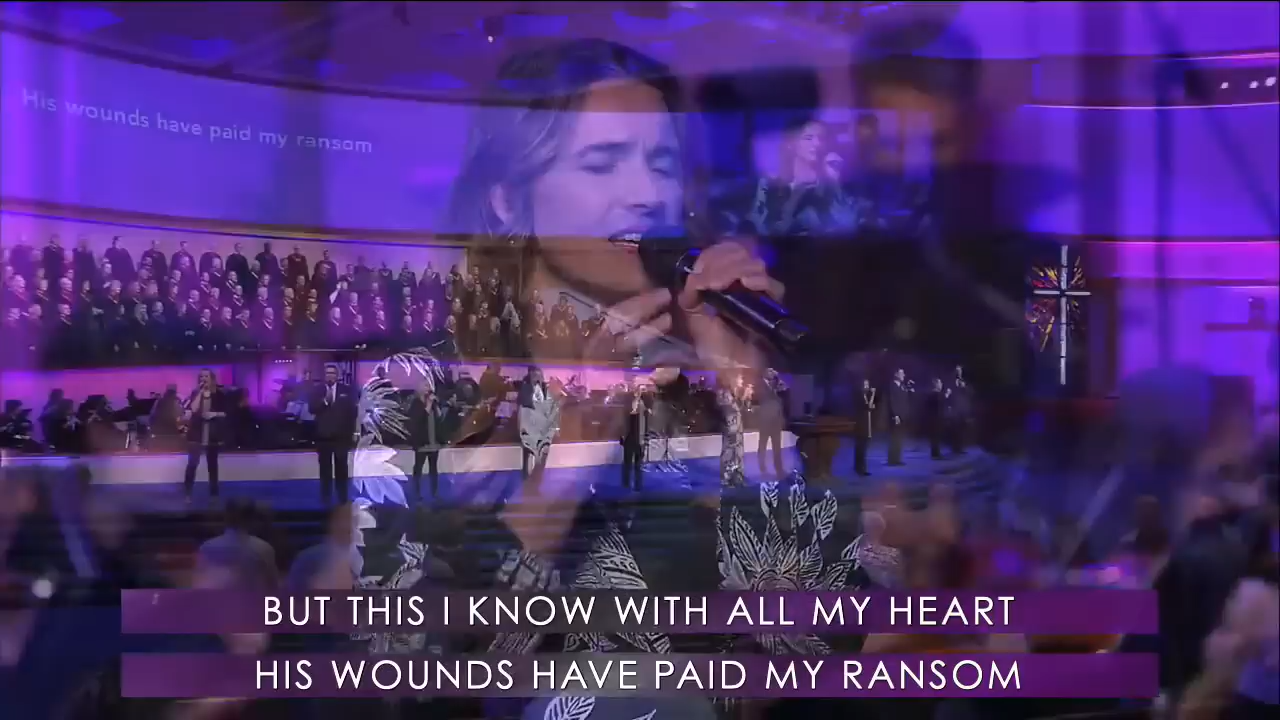 His wounds have paid my ransom
BUT THIS I KNOW WITH ALL MY HEART
HIS WOUNDS HAVE PAID MY RANSOM